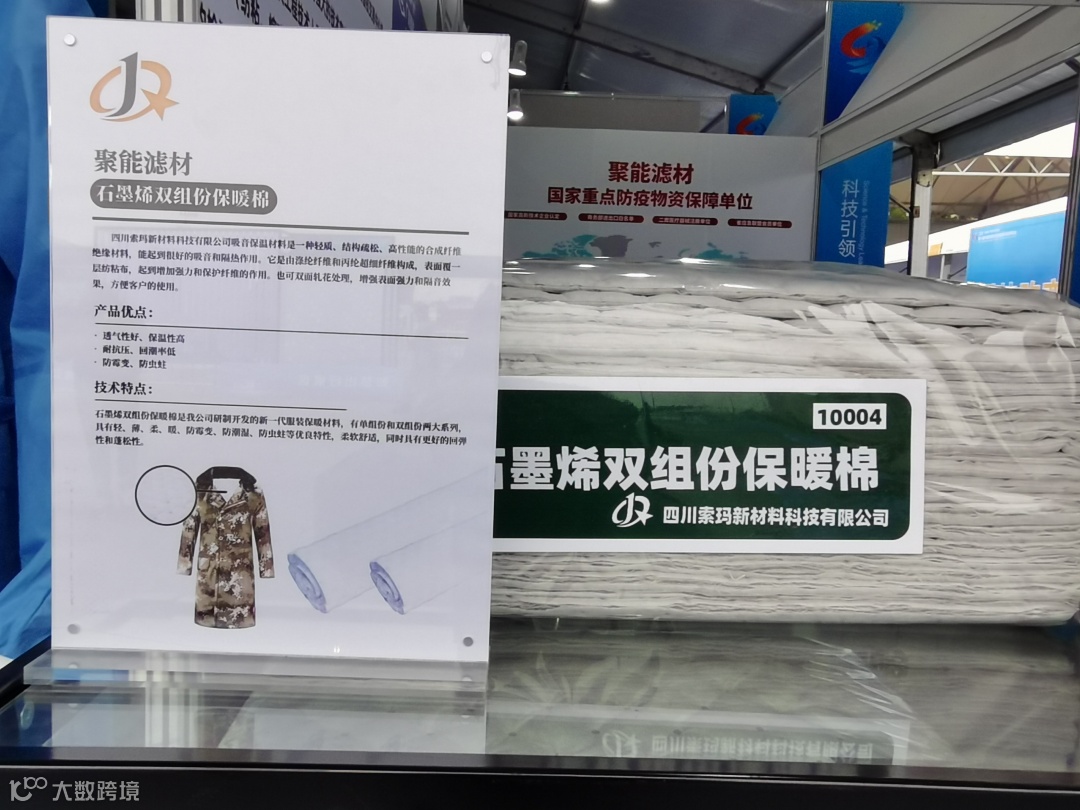 聚能滤材
石墨烯双组份保暖棉
四川索玛新材料科技有限公司吸音保温材料是一种轻质、结构疏松、高性能的合成纤维
绝缘材料，能起到很好的吸音和隔热作用。它是由涤纶纤维和丙纶超细纤维构成，表面覆一
层纺粘布，起到增加强力和保护纤维的作用。也可双面轧花处理，增强表面强力和隔音效
果，方便客户的使用。
产品优点：
· 透气性好、保温性高
· 耐抗压、回潮率低
· 防霉变、防虫蛀
技术特点：
石墨烯双组份保暖棉是我公司研制开发的新一代服装保暖材料，有单组份和双组份两大系列，
具有轻、薄、柔、暖、防霉变、防潮湿、防虫蛀等优良特性，柔软舒适，同时具有更好的回弹
性和蓬松性。
聚能滤材
国家重点防疫物资保障单位
科技引领
10004
墨烯双组份保暖棉
四川索玛新材料科技有限公司
大数跨境